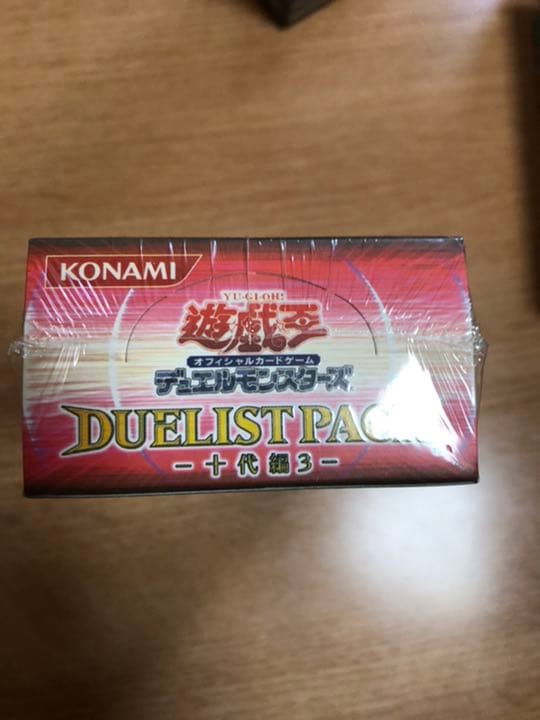 KONAMI
YU-GI-OH!
遊戯王
オフィシャルカードゲーム
デュエルモンスターズ
DUELIST PACK
－十代編3－